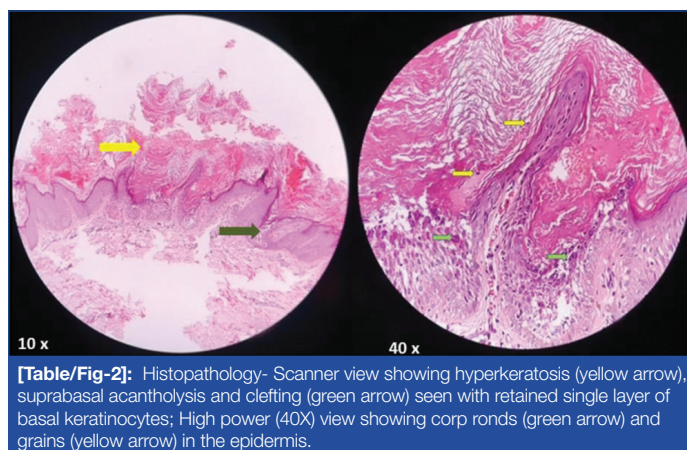 10 x
40 x
[Table/Fig-2]: Histopathology- Scanner view showing hyperkeratosis (yellow arrow),
suprabasal acantholysis and clefting (green arrow) seen with retained single layer of
basal keratinocytes; High power (40X) view showing corp ronds (green arrow) and
grains (yellow arrow) in the epidermis.